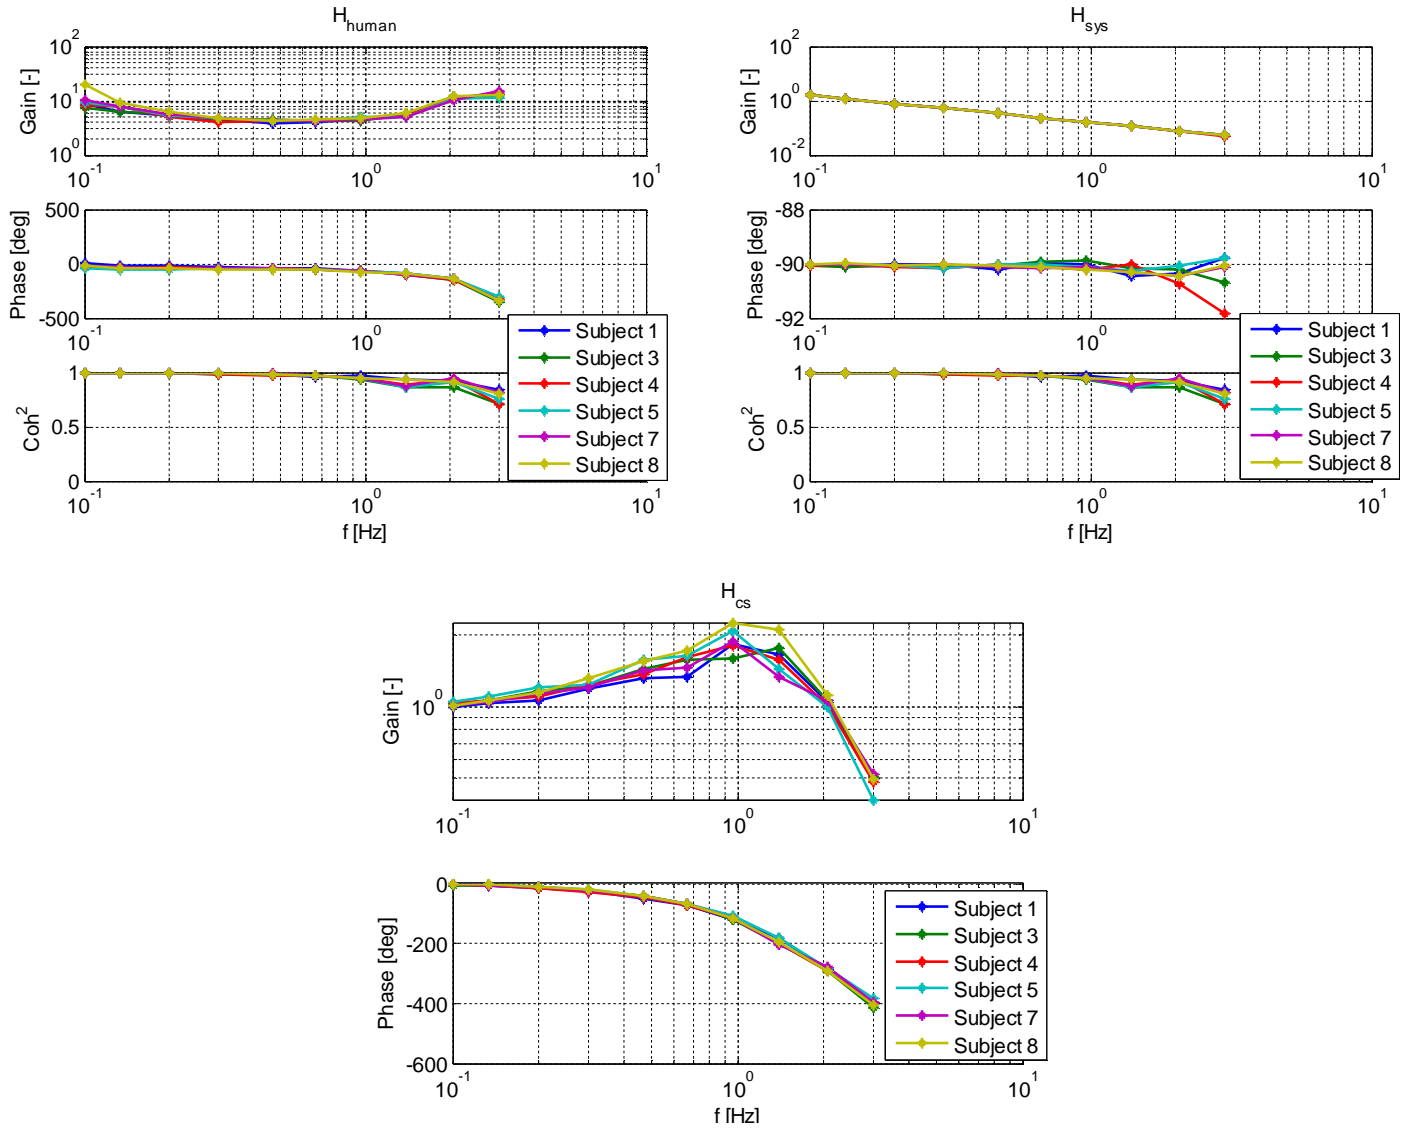 H_human
Gain [-]
10^2
10^1
10^0
10^-1 10^0 10^1
Phase [deg]
500
0
-500
10^-1 10^0 10^1
Coh^2
1
0.5
0
10^-1 10^0 10^1
f [Hz]
Subject 1
Subject 3
Subject 4
Subject 5
Subject 7
Subject 8
H_sys
Gain [-]
10^2
10^0
10^-2
10^-1 10^0 10^1
Phase [deg]
-88
-90
-92
10^-1 10^0 10^1
Coh^2
1
0.5
0
10^-1 10^0 10^1
f [Hz]
Subject 1
Subject 3
Subject 4
Subject 5
Subject 7
Subject 8
H_cs
Gain [-]
10^0
10^-1 10^0 10^1
Phase [deg]
0
-200
-400
-600
10^-1 10^0 10^1
f [Hz]
Subject 1
Subject 3
Subject 4
Subject 5
Subject 7
Subject 8